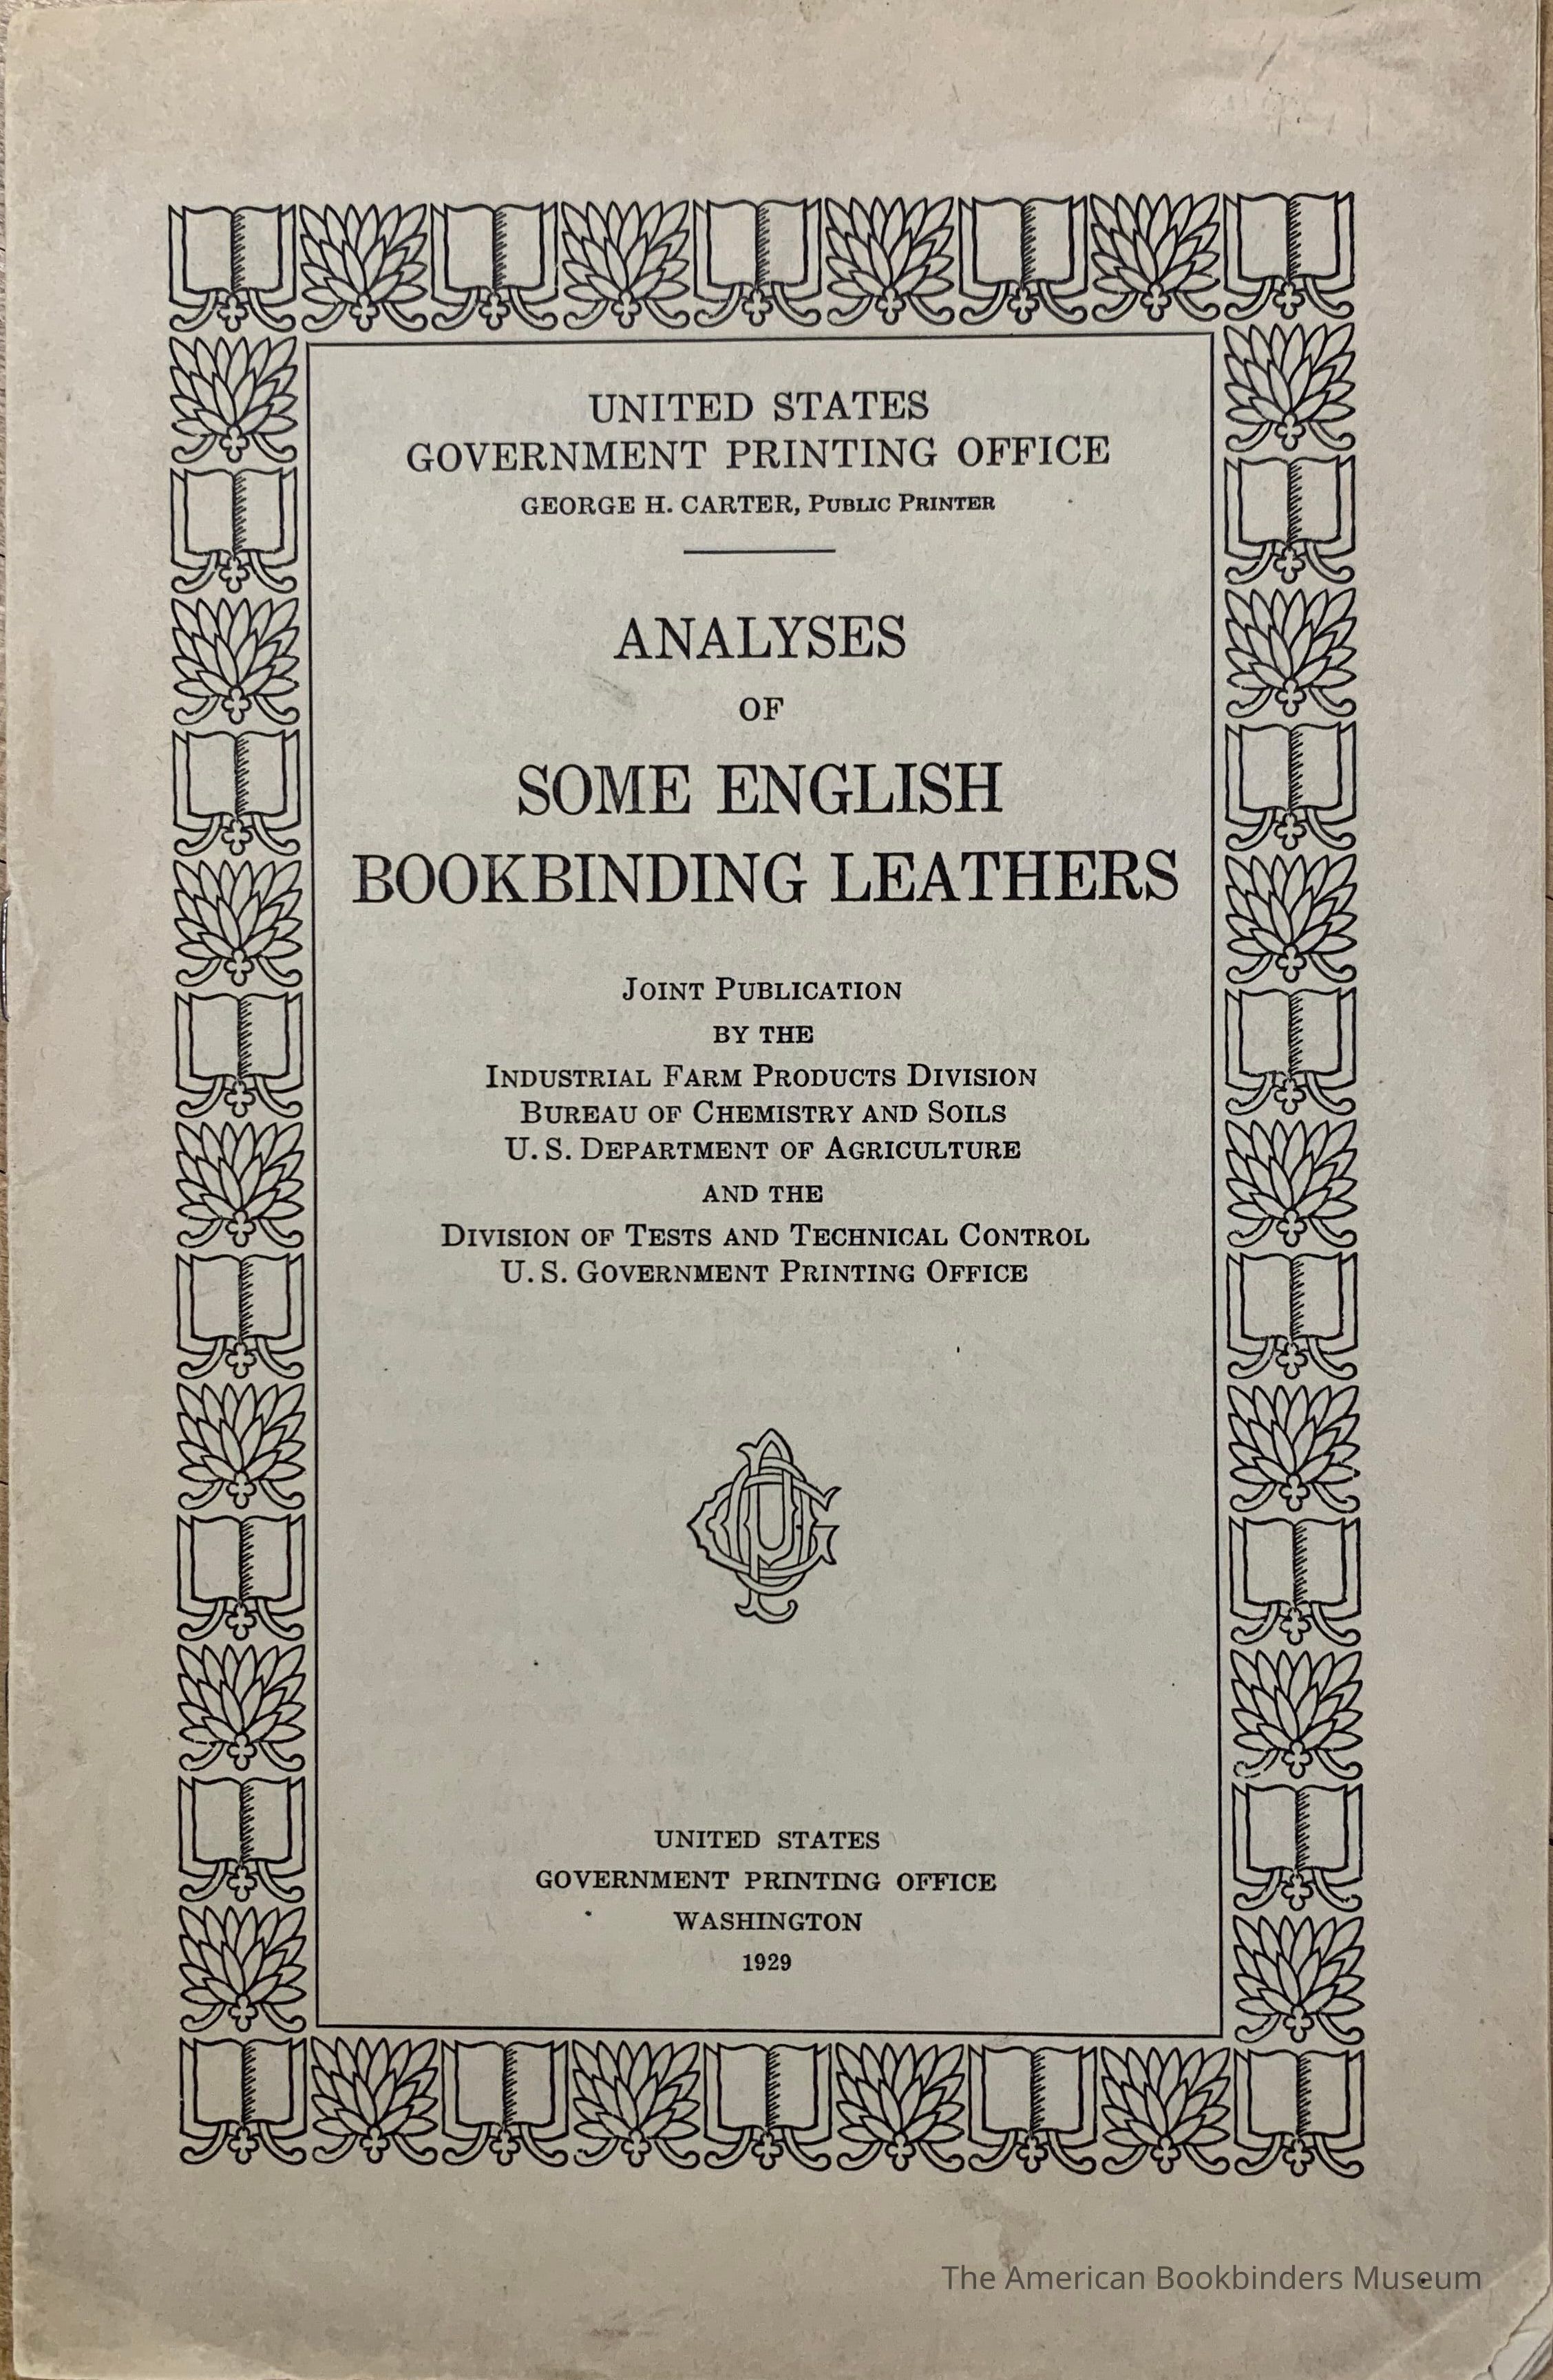 UNITED STATES
GOVERNMENT PRINTING OFFICE
GEORGE H. CARTER, PUBLIC PRINTER
ANALYSES
OF
SOME ENGLISH
BOOKBINDING LEATHERS
JOINT PUBLICATION
BY THE
INDUSTRIAL FARM PRODUCTS DIVISION
BUREAU OF CHEMISTRY AND SOILS
U. S. DEPARTMENT OF AGRICULTURE
AND THE
DIVISION OF TESTS AND TECHNICAL CONTROL
U. S. GOVERNMENT PRINTING OFFICE
UNITED STATES
GOVERNMENT PRINTING OFFICE
WASHINGTON
1929
The American Bookbinders Museum